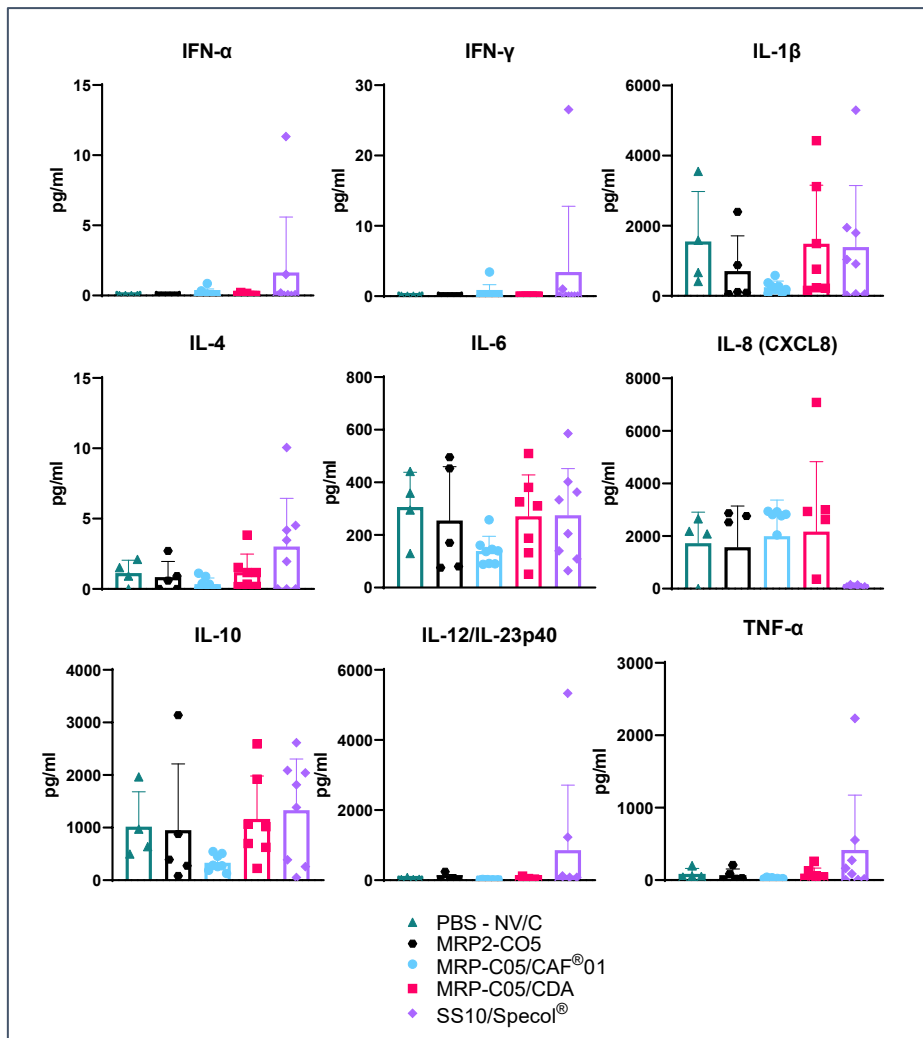 IFN-α
IFN-γ
IL-1β
15
10
5
0
pg/ml
30
20
10
0
pg/ml
6000
4000
2000
0
pg/ml
IL-4
IL-6
IL-8 (CXCL8)
15
10
5
0
pg/ml
800
600
400
200
0
pg/ml
8000
6000
4000
2000
0
pg/ml
IL-10
IL-12/IL-23p40
TNF-α
4000
3000
2000
1000
0
pg/ml
6000
4000
2000
0
pg/ml
3000
2000
1000
0
pg/ml
PBS - NV/C
MRP2-CO5
MRP-C05/CAF®01
MRP-C05/CDA
SS10/Specol®